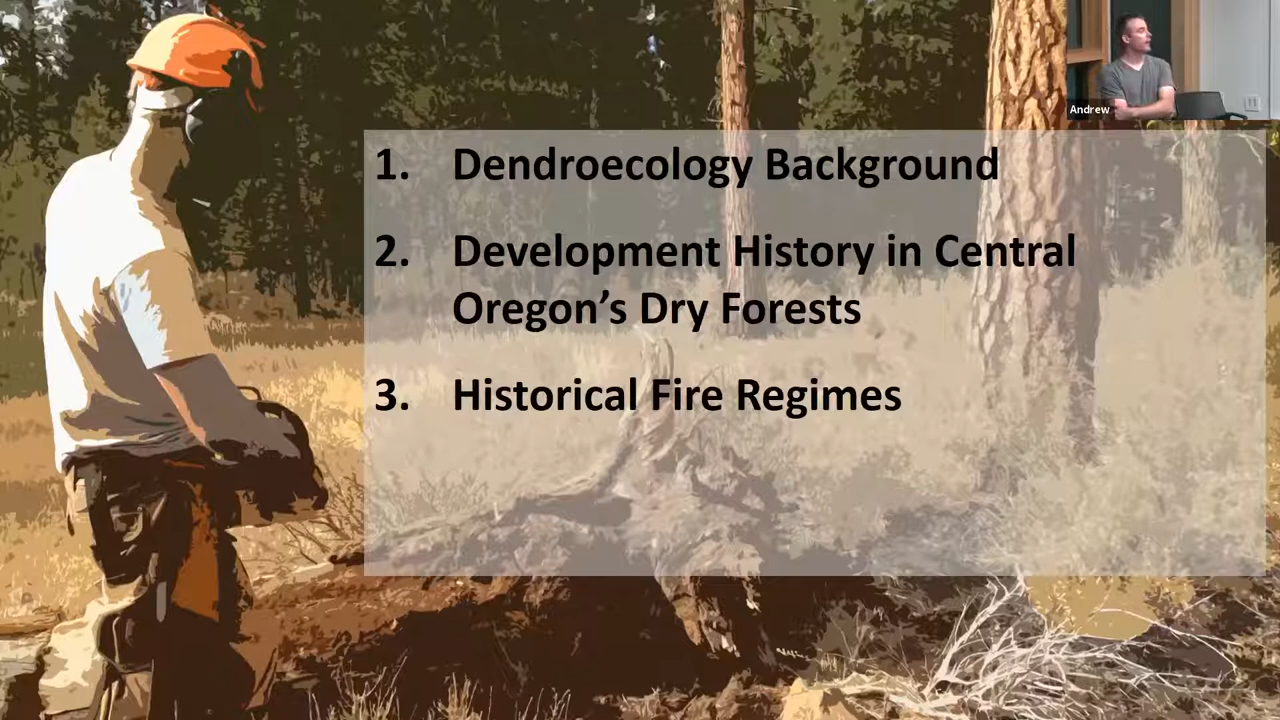 Andrew
1. Dendroecology Background
2. Development History in Central
Oregon’s Dry Forests
3. Historical Fire Regimes